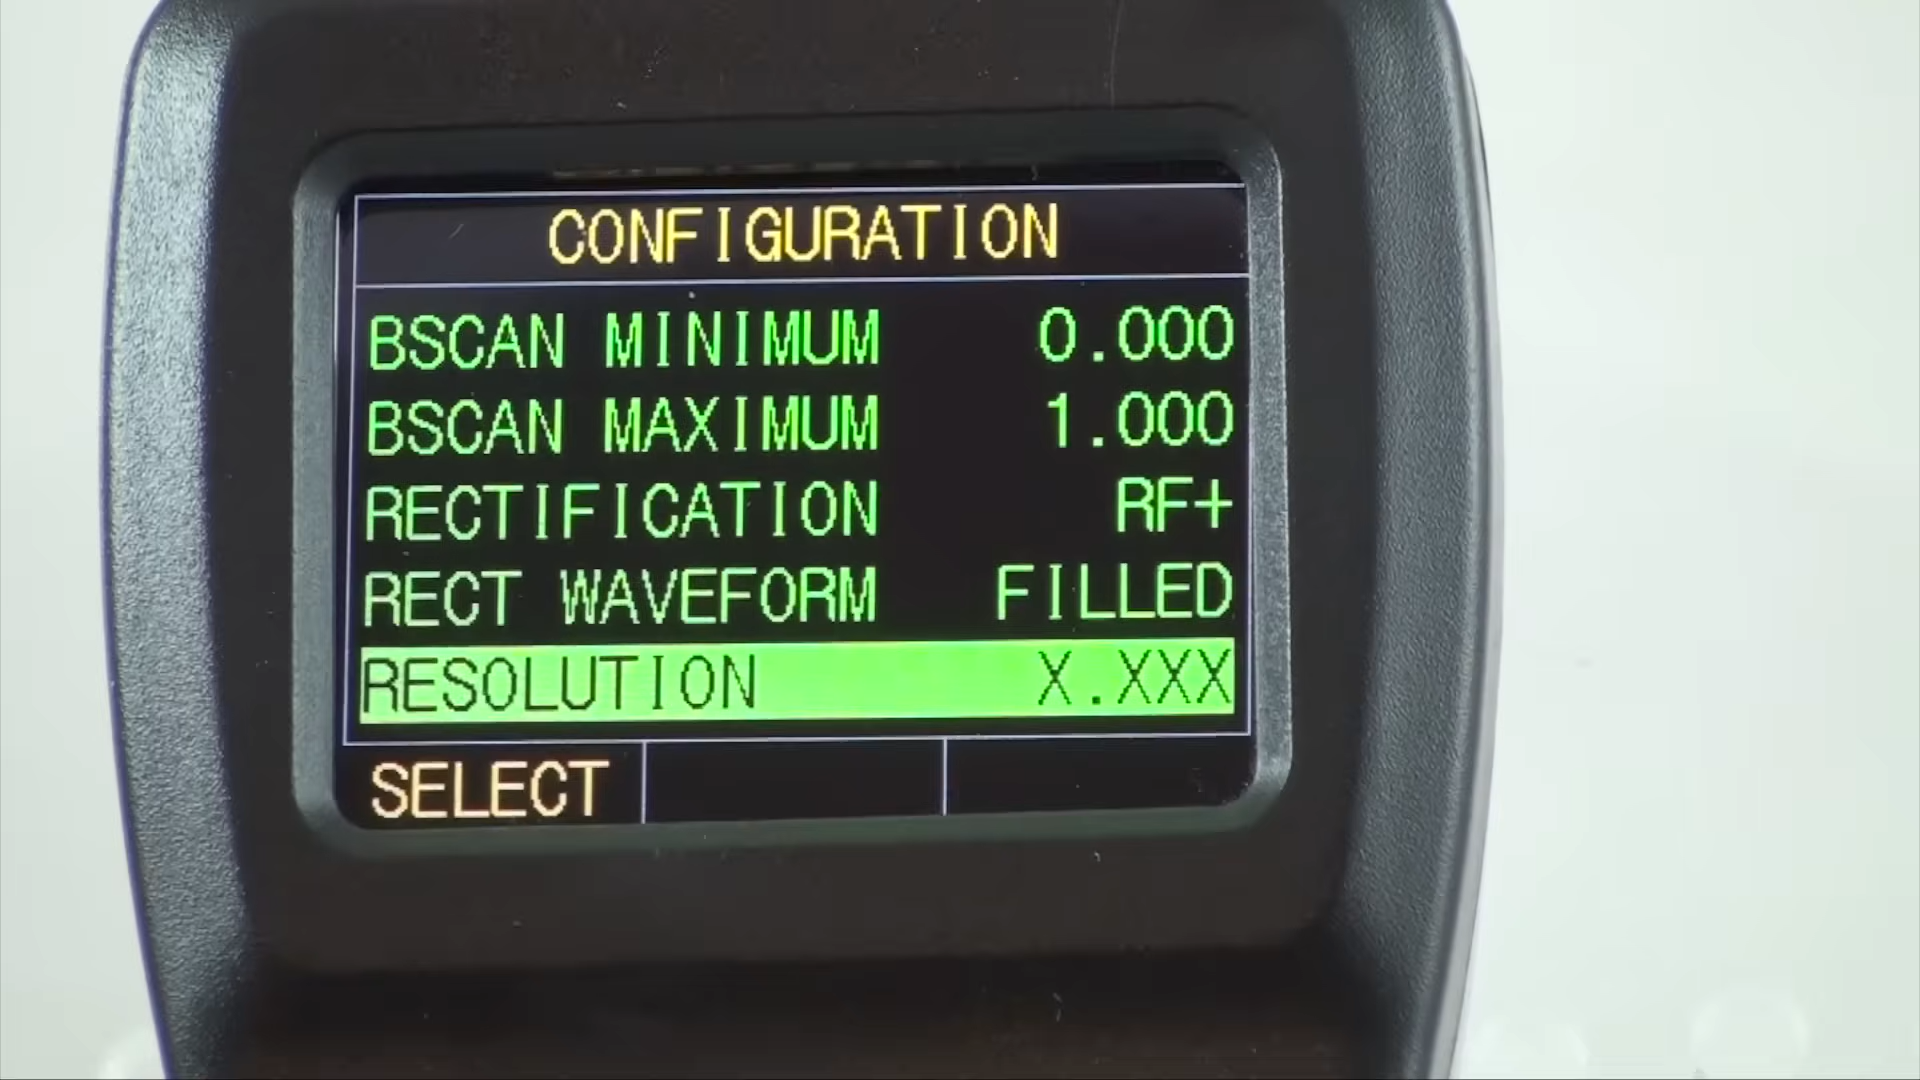 CONFIGURATION
BSCAN MINIMUM 0.000
BSCAN MAXIMUM 1.000
RECTIFICATION RF+
RECT WAVEFORM FILLED
RESOLUTION X.XXX
SELECT